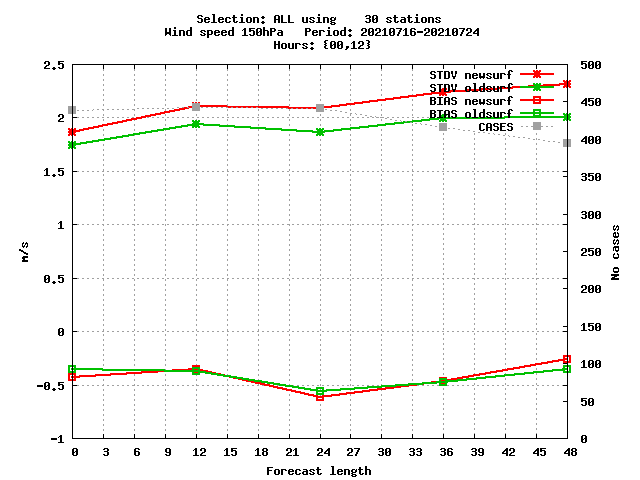 Selection: ALL using    30 stations
Wind speed 150hPa   Period: 20210716-20210724
Hours: {00,12}
2.5
2
1.5
1
0.5
0
-0.5
-1
m/s
500
450
400
350
300
250
200
150
100
50
0
No cases
STDV newsurf
STDV oldsurf
BIAS newsurf
BIAS oldsurf
CASES
0 3 6 9 12 15 18 21 24 27 30 33 36 39 42 45 48
Forecast length